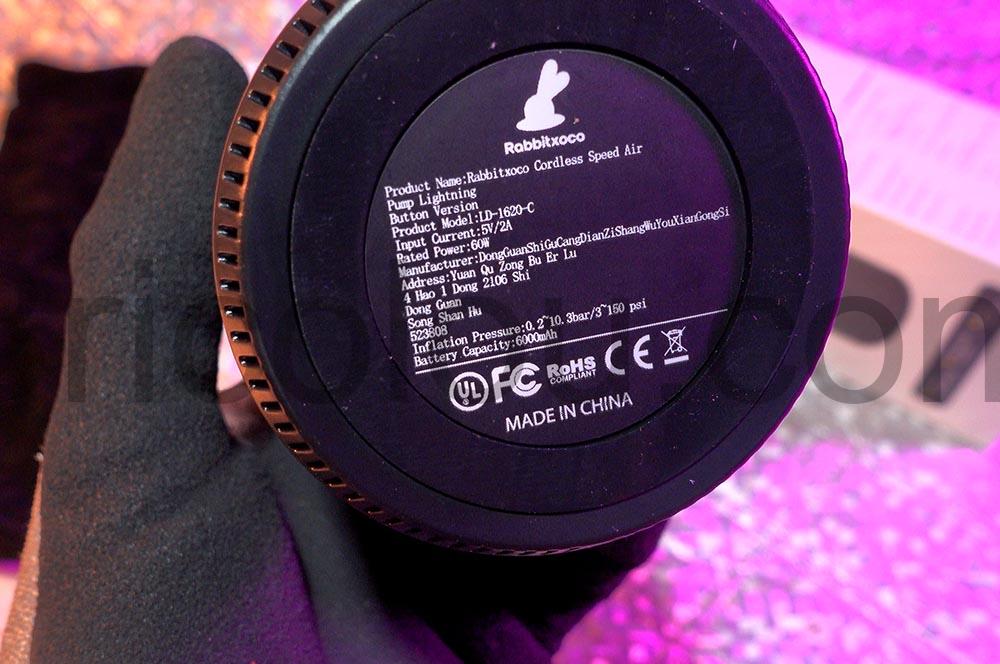 Rabbitxoco
Product Name:Rabbitxoco Cordless Speed Air
Pump Lightning
Button Version
Product Model:LD-1620-C
Input Current:5V/2A
Rated Power:60W
Manufacturer:DongGuanShiGuCangDianZiShangWuYouXianGongSi
Address:Yuan Qu Zong Bu Er Lu
4 Hao 1 Dong 2106 Shi
Dong Guan
Song Shan Hu
523808
Inflation Pressure:0.2~10.3bar/3~150 psi
Battery Capacity:6000mAh
UL FC RoHS CE
COMPLIANT
MADE IN CHINA